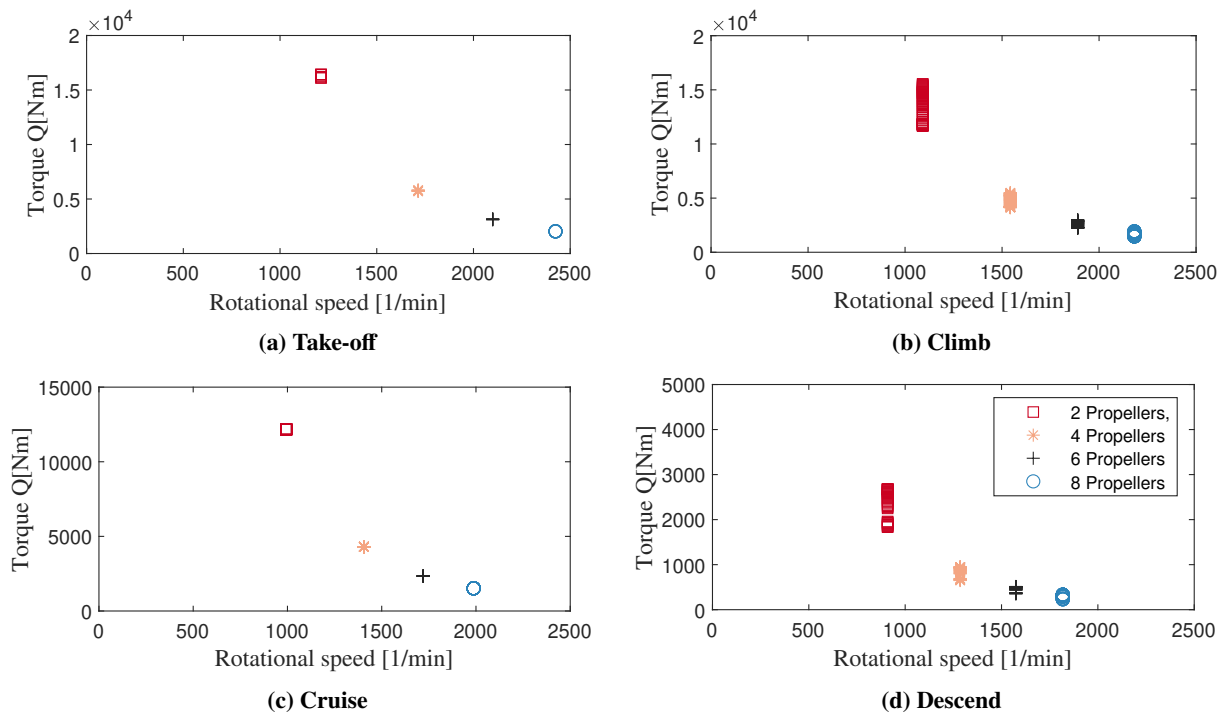 ×10⁴
2
1.5
1
0.5
0
Torque Q[Nm]
0 500 1000 1500 2000 2500
Rotational speed [1/min]
(a) Take-off
×10⁴
2
1.5
1
0.5
0
Torque Q[Nm]
0 500 1000 1500 2000 2500
Rotational speed [1/min]
(b) Climb
15000
10000
5000
0
Torque Q[Nm]
0 500 1000 1500 2000 2500
Rotational speed [1/min]
(c) Cruise
5000
4000
3000
2000
1000
0
Torque Q[Nm]
2 Propellers,
4 Propellers
6 Propellers
8 Propellers
0 500 1000 1500 2000 2500
Rotational speed [1/min]
(d) Descend